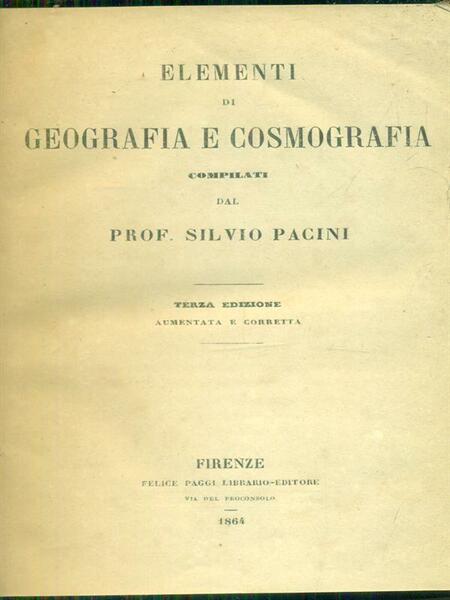 ELEMENTI
DI
GEOGRAFIA E COSMOGRAFIA
COMPILATI
DAL
PROF. SILVIO PACINI
TERZA EDIZIONE
AUMENTATA E CORRETTA
FIRENZE
FELICE PAGGI LIBRARIO-EDITORE
VIA DEL PROCONSOLO
1864